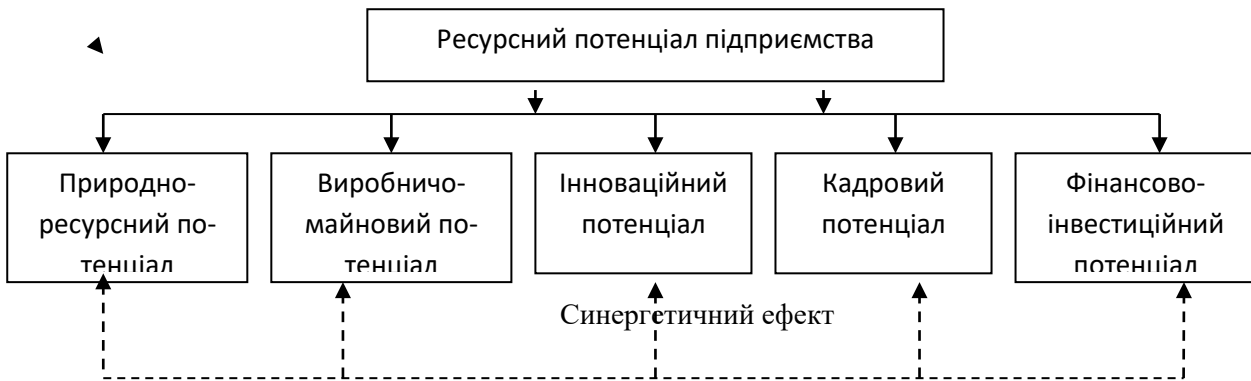 Ресурсний потенціал підприємства
Природно-
ресурсний по-
тенціал
Виробничо-
майновий по-
тенціал
Інноваційний
потенціал
Кадровий
потенціал
Фінансово-
інвестиційний
потенціал
Синергетичний ефект